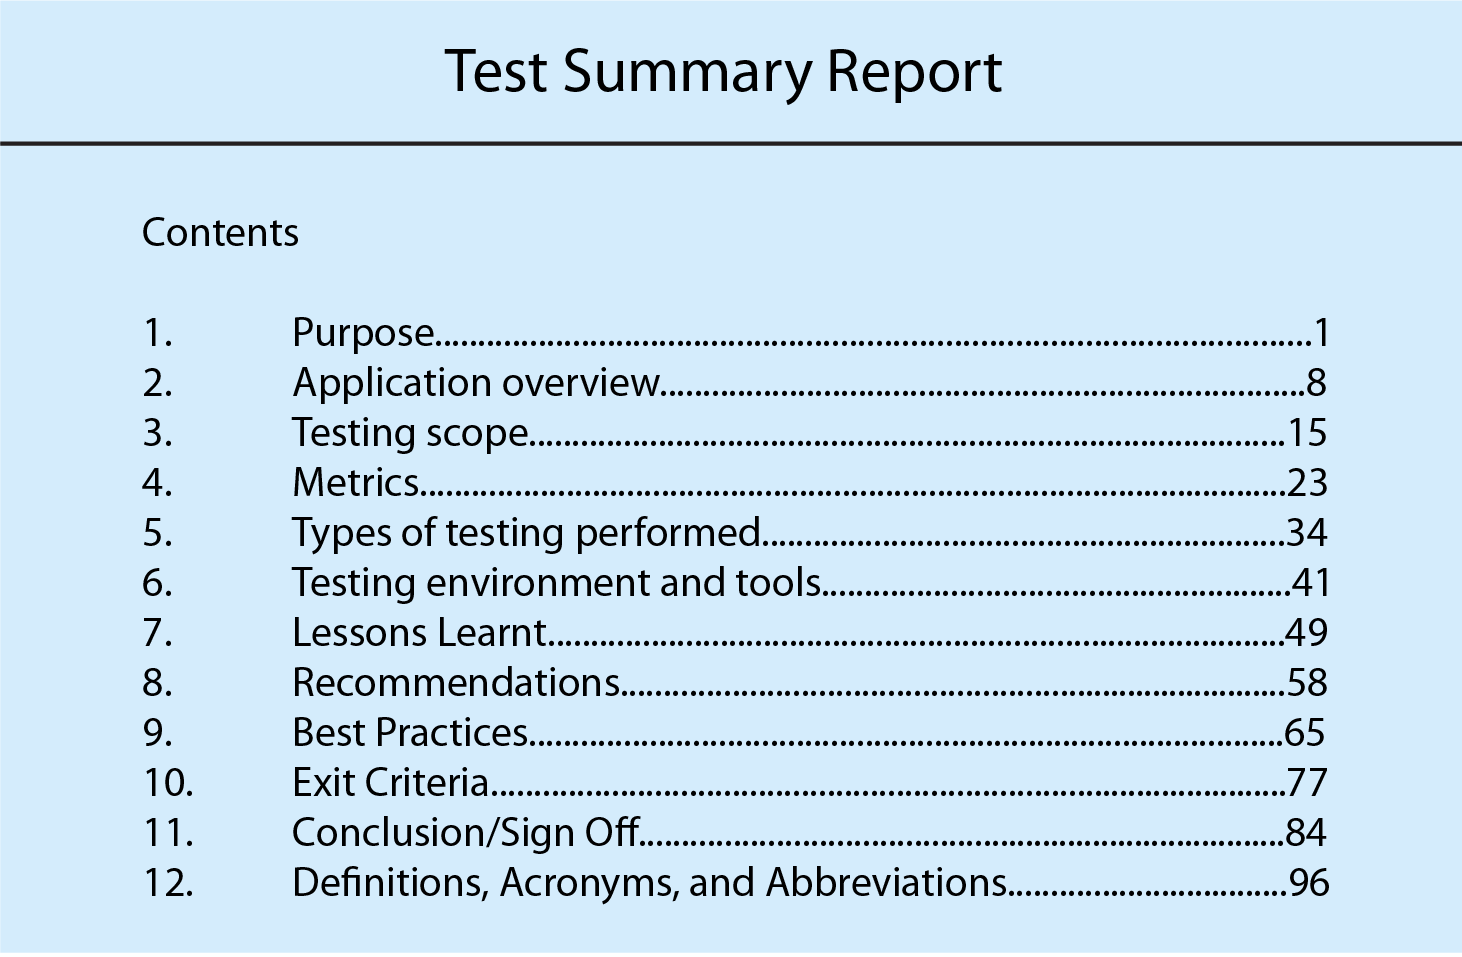 Test Summary Report
Contents
1. Purpose.....................................................................................................1
2. Application overview...........................................................................8
3. Testing scope........................................................................................15
4. Metrics....................................................................................................23
5. Types of testing performed.............................................................34
6. Testing environment and tools......................................................41
7. Lessons Learnt.....................................................................................49
8. Recommendations.............................................................................58
9. Best Practices.......................................................................................65
10. Exit Criteria............................................................................................77
11. Conclusion/Sign Off...........................................................................84
12. Definitions, Acronyms, and Abbreviations................................96